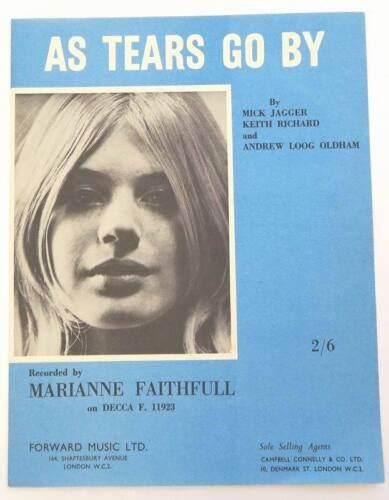 AS TEARS GO BY
By
MICK JAGGER
KEITH RICHARD
and
ANDREW LOOG OLDHAM
2/6
Recorded by
MARIANNE FAITHFULL
on DECCA F. 11923
FORWARD MUSIC LTD.
164, SHAFTESBURY AVENUE
LONDON W.C.2.
Sole Selling Agents
CAMPBELL CONNELLY & CO. LTD.
10, DENMARK ST. LONDON W.C.2.